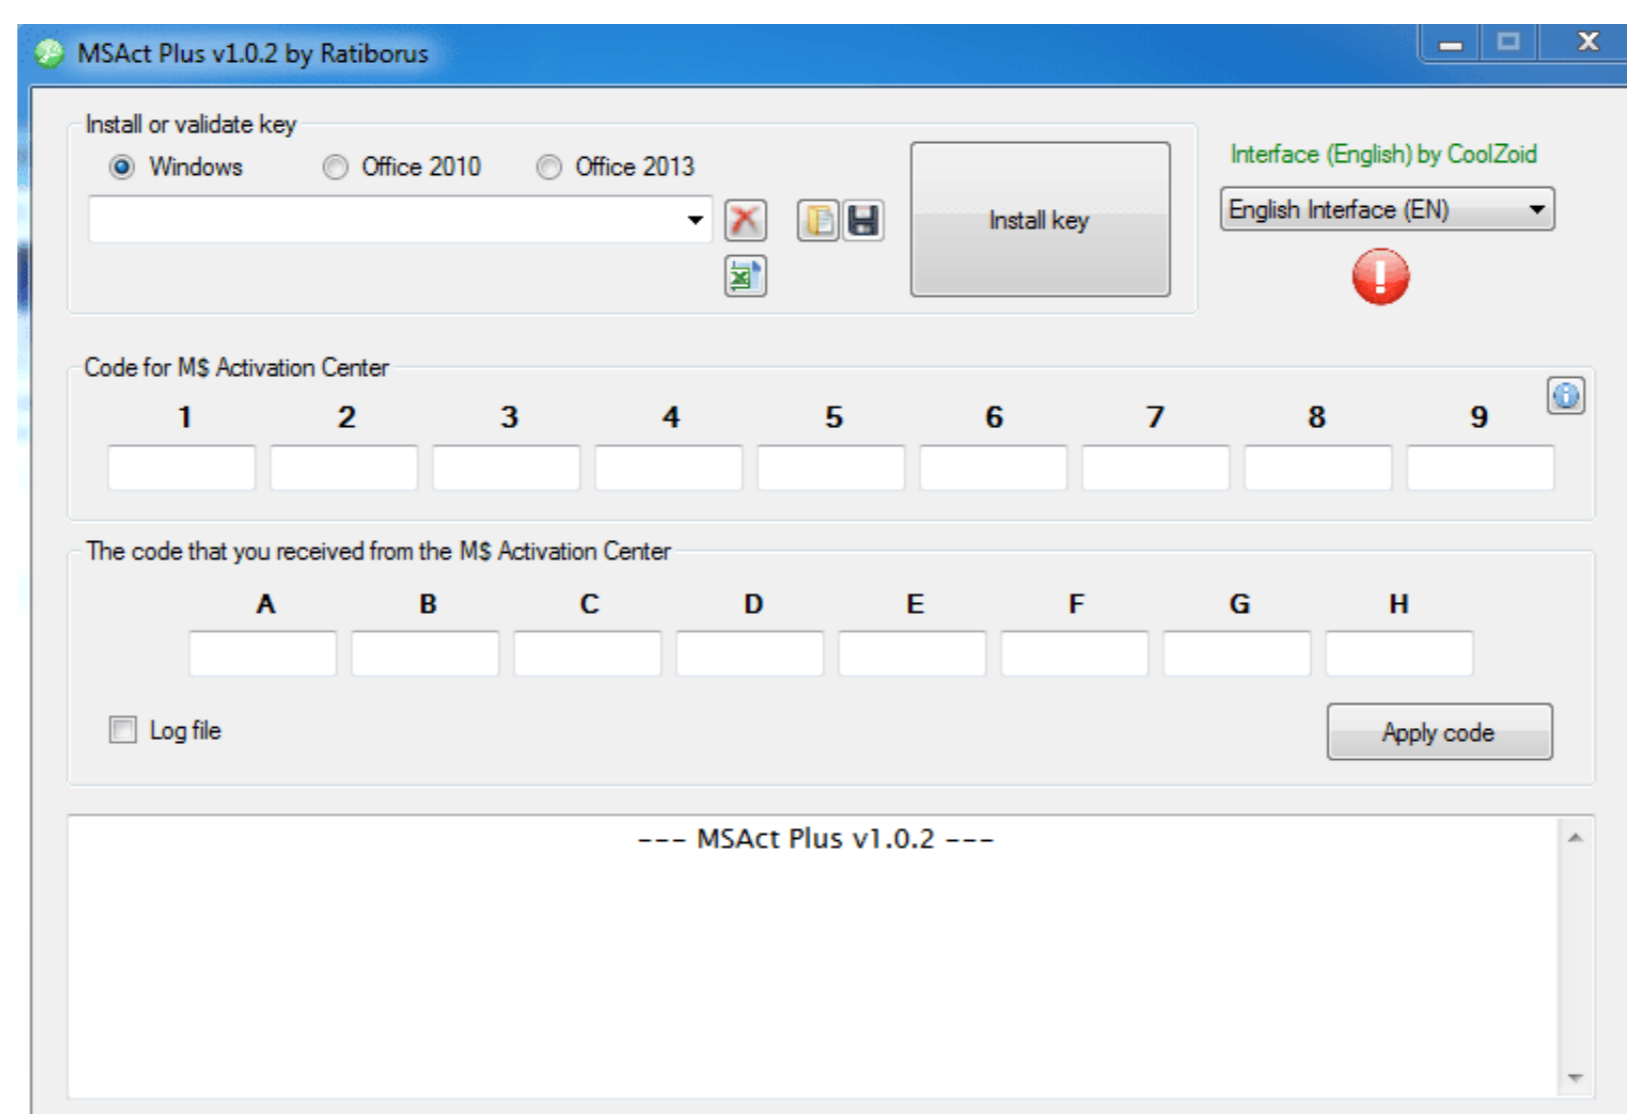 MSAct Plus v1.0.2 by Ratiborus
Install or validate key
Windows Office 2010 Office 2013
Install key
Interface (English) by CoolZoid
English Interface (EN)
Code for M$ Activation Center
1 2 3 4 5 6 7 8 9
The code that you received from the M$ Activation Center
A B C D E F G H
Log file
Apply code
--- MSAct Plus v1.0.2 ---